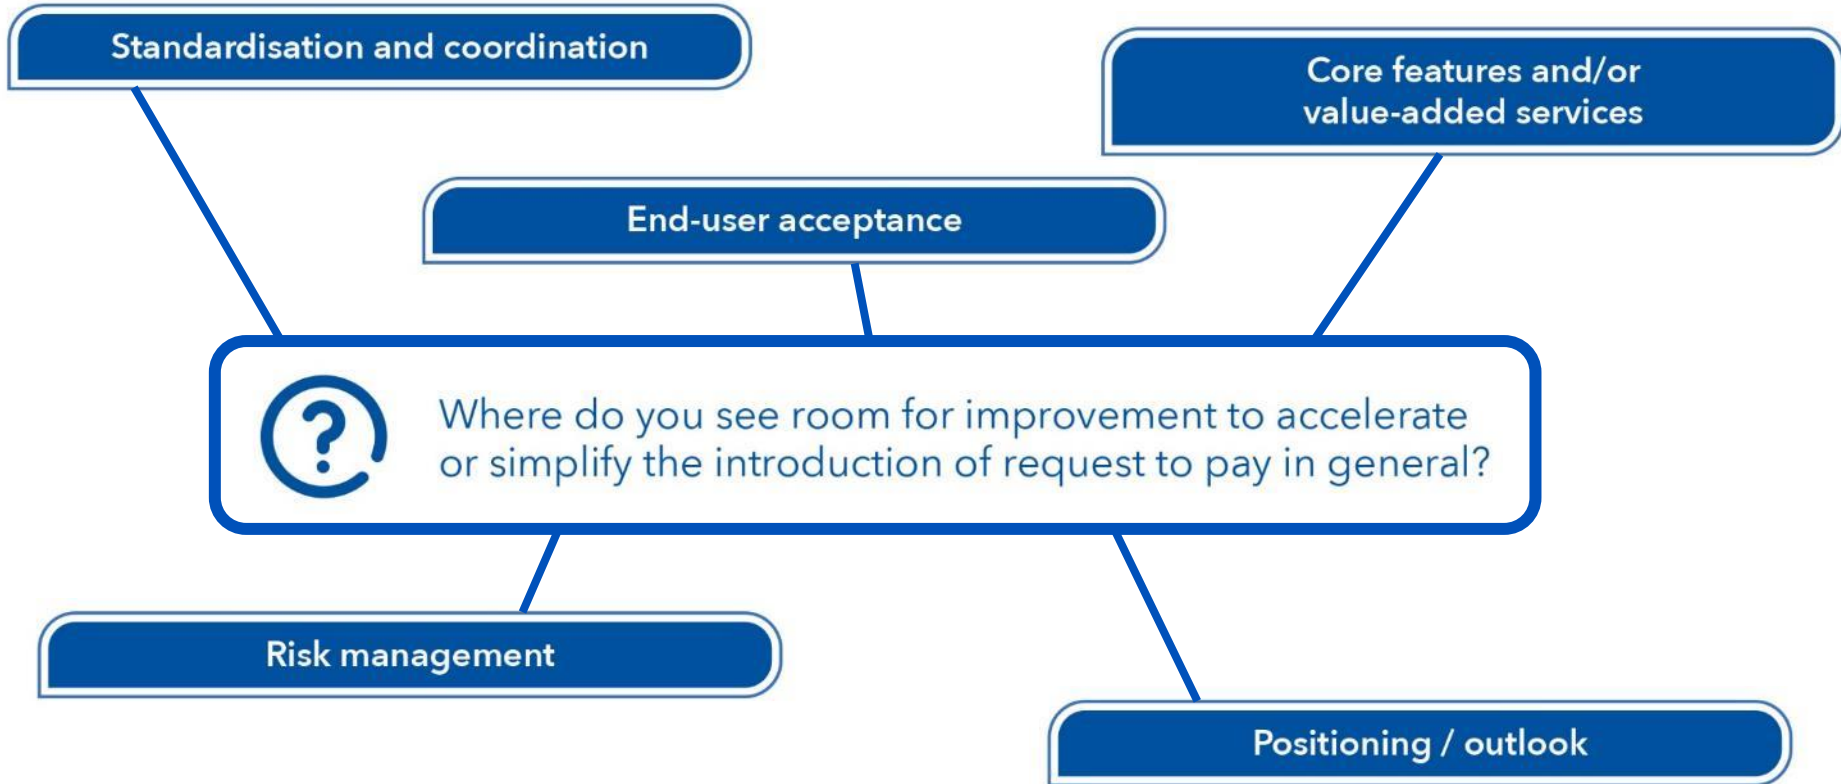 Standardisation and coordination
Core features and/or
value-added services
End-user acceptance
?
Where do you see room for improvement to accelerate
or simplify the introduction of request to pay in general?
Risk management
Positioning / outlook